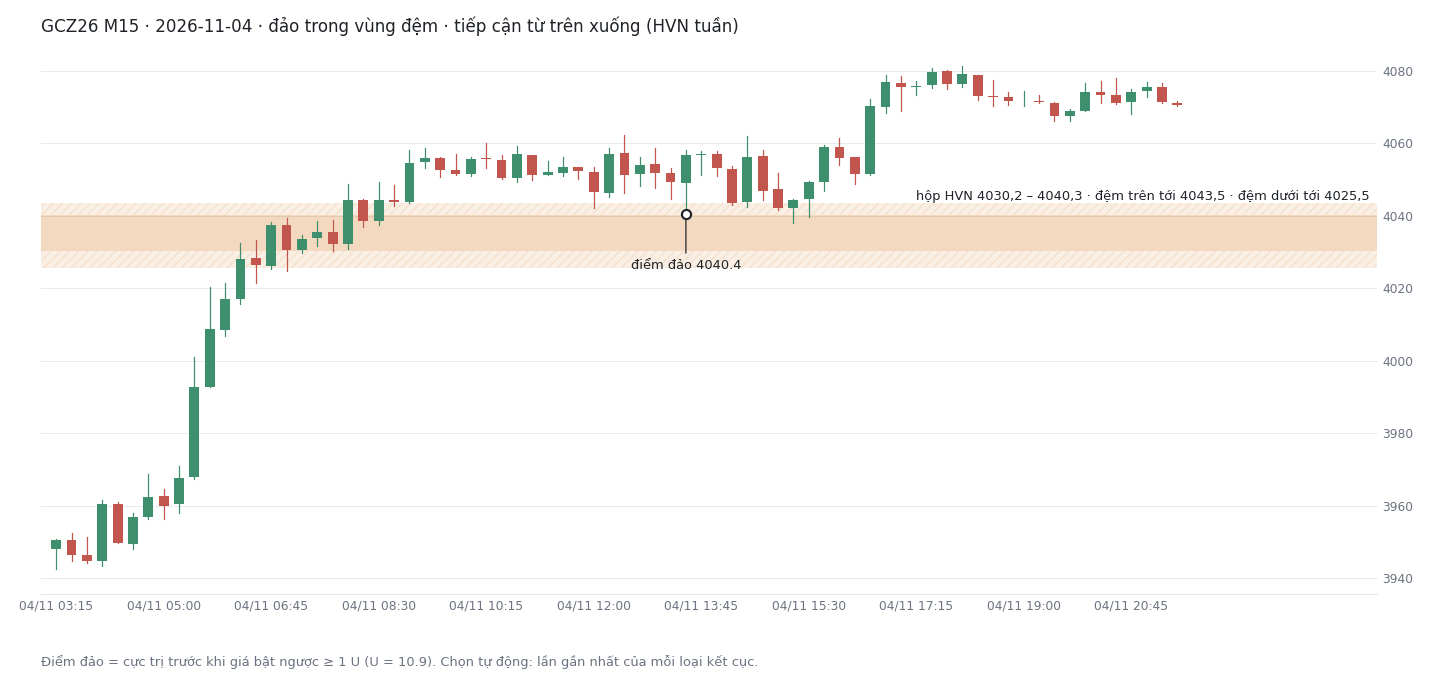 GCZ26 M15 · 2026-11-04 · đảo trong vùng đệm · tiếp cận từ trên xuống (HVN tuần)
4080
4060
hộp HVN 4030,2 – 4040,3 · đệm trên tới 4043,5 · đệm dưới tới 4025,5
4040
điểm đảo 4040.4
4020
4000
3980
3960
3940
04/11 03:15 04/11 05:00 04/11 06:45 04/11 08:30 04/11 10:15 04/11 12:00 04/11 13:45 04/11 15:30 04/11 17:15 04/11 19:00 04/11 20:45
Điểm đảo = cực trị trước khi giá bật ngược ≥ 1 U (U = 10.9). Chọn tự động: lần gần nhất của mỗi loại kết cục.